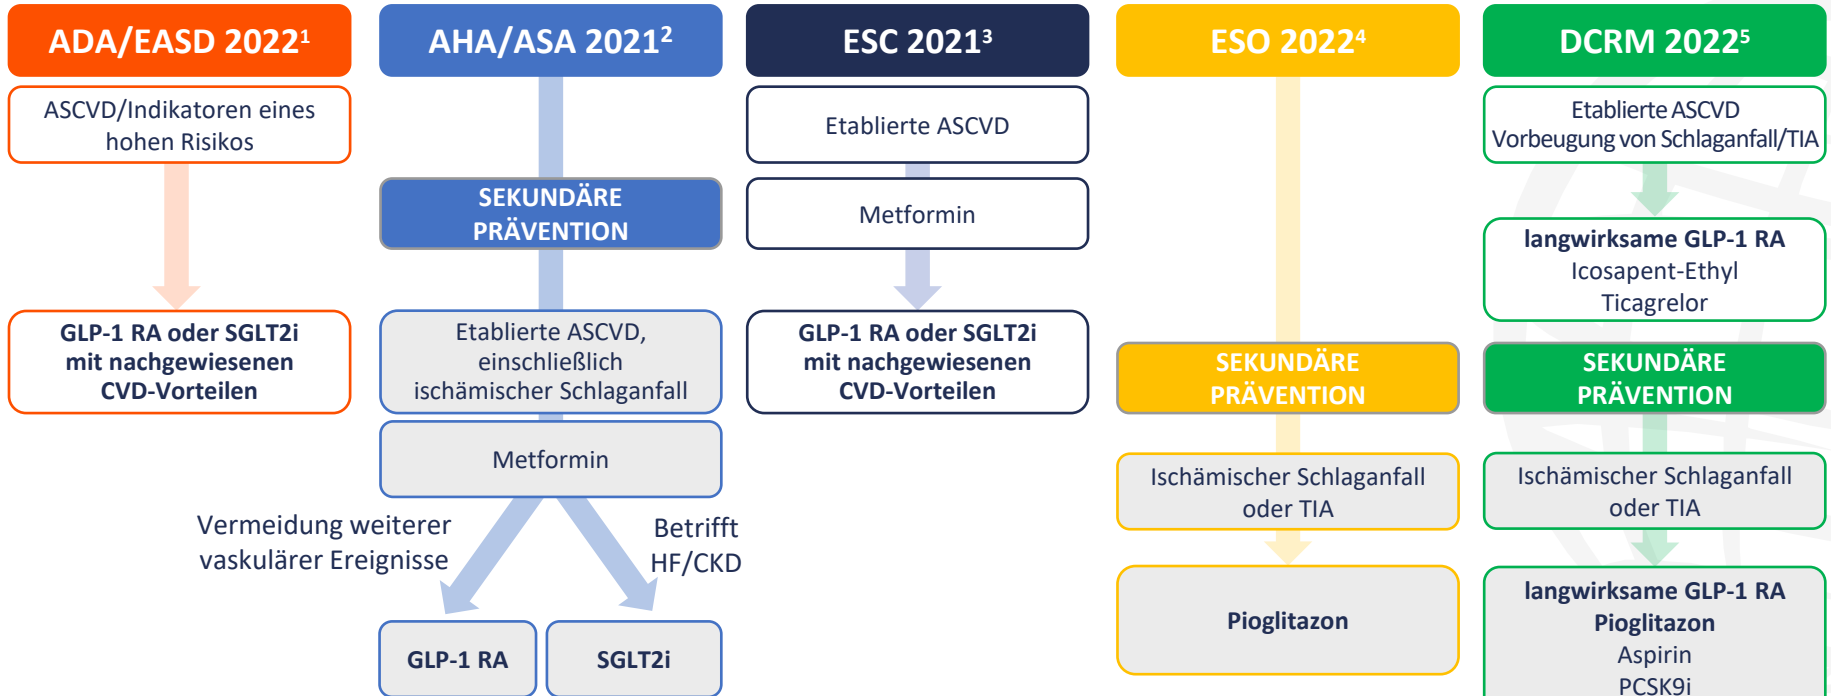 ADA/EASD 2022¹
ASCVD/Indikatoren eines
hohen Risikos
GLP-1 RA oder SGLT2i
mit nachgewiesenen
CVD-Vorteilen
AHA/ASA 2021²
SEKUNDÄRE
PRÄVENTION
Etablierte ASCVD,
einschließlich
ischämischer Schlaganfall
Metformin
Vermeidung weiterer
vaskulärer Ereignisse
Betrifft
HF/CKD
GLP-1 RA
SGLT2i
ESC 2021³
Etablierte ASCVD
Metformin
GLP-1 RA oder SGLT2i
mit nachgewiesenen
CVD-Vorteilen
ESO 2022⁴
SEKUNDÄRE
PRÄVENTION
Ischämischer Schlaganfall
oder TIA
Pioglitazon
DCRM 2022⁵
Etablierte ASCVD
Vorbeugung von Schlaganfall/TIA
langwirksame GLP-1 RA
Icosapent-Ethyl
Ticagrelor
SEKUNDÄRE
PRÄVENTION
Ischämischer Schlaganfall
oder TIA
langwirksame GLP-1 RA
Pioglitazon
Aspirin
PCSK9i